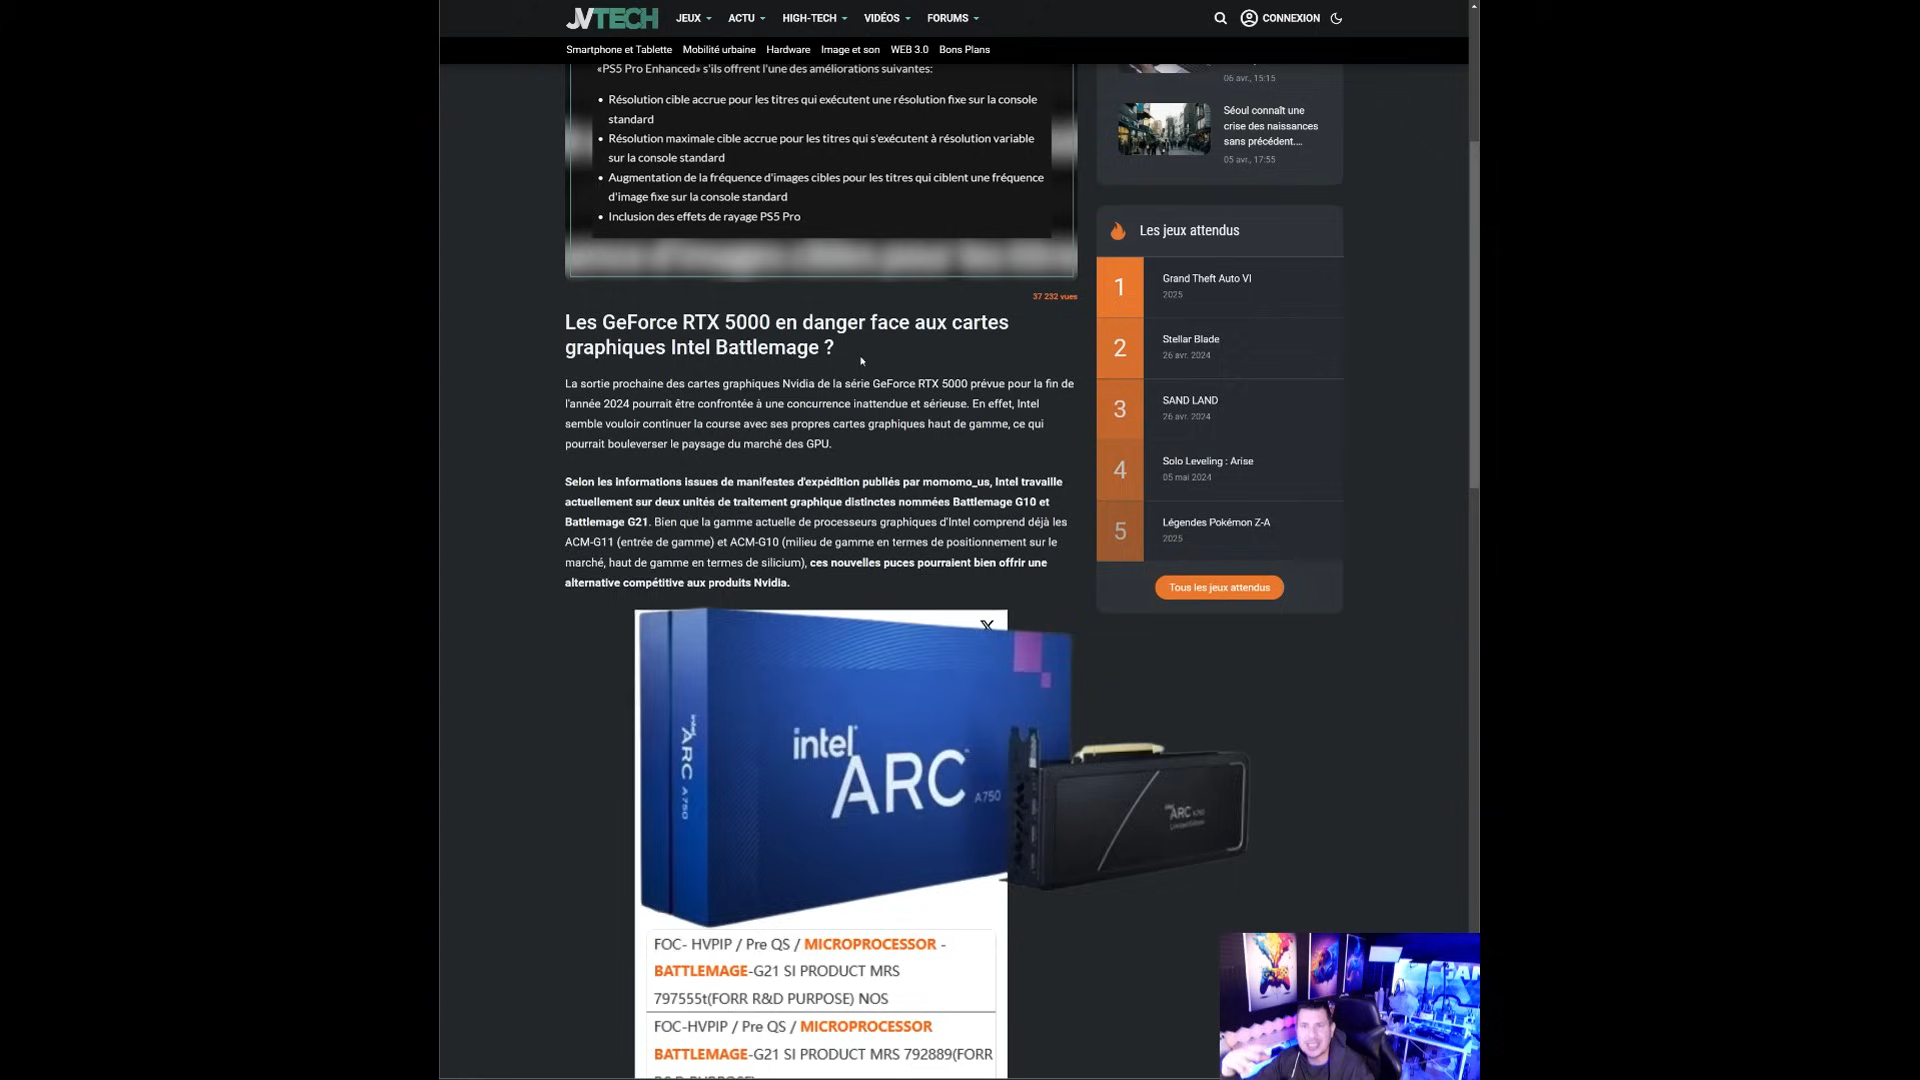 JVTECH
JEUX
ACTU
HIGH-TECH
VIDÉOS
FORUMS
CONNEXION
Smartphone et Tablette
Mobilité urbaine
Hardware
Image et son
WEB 3.0
Bons Plans
«PS5 Pro Enhanced» s'ils offrent l'une des améliorations suivantes:
• Résolution cible accrue pour les titres qui exécutent une résolution fixe sur la console
standard
• Résolution maximale cible accrue pour les titres qui s'exécutent à résolution variable
sur la console standard
• Augmentation de la fréquence d'images cibles pour les titres qui ciblent une fréquence
d'image fixe sur la console standard
• Inclusion des effets de rayage PS5 Pro
37 232 vues
Les GeForce RTX 5000 en danger face aux cartes
graphiques Intel Battlemage ?
La sortie prochaine des cartes graphiques Nvidia de la série GeForce RTX 5000 prévue pour la fin de
l'année 2024 pourrait être confrontée à une concurrence inattendue et sérieuse. En effet, Intel
semble vouloir continuer la course avec ses propres cartes graphiques haut de gamme, ce qui
pourrait bouleverser le paysage du marché des GPU.
Selon les informations issues de manifestes d'expédition publiés par momomo_us, Intel travaille
actuellement sur deux unités de traitement graphique distinctes nommées Battlemage G10 et
Battlemage G21. Bien que la gamme actuelle de processeurs graphiques d'Intel comprend déjà les
ACM-G11 (entrée de gamme) et ACM-G10 (milieu de gamme en termes de positionnement sur le
marché, haut de gamme en termes de silicium), ces nouvelles puces pourraient bien offrir une
alternative compétitive aux produits Nvidia.
intel
ARC A750
intel
ARC
A750
intel
ARC A750
FOC- HVPIP / Pre QS / MICROPROCESSOR -
BATTLEMAGE-G21 SI PRODUCT MRS
797555t(FORR R&D PURPOSE) NOS
FOC-HVPIP / Pre QS / MICROPROCESSOR
BATTLEMAGE-G21 SI PRODUCT MRS 792889(FORR
06 avr., 15:15
Séoul connaît une
crise des naissances
sans précédent....
05 avr., 17:55
Les jeux attendus
1
Grand Theft Auto VI
2025
2
Stellar Blade
26 avr. 2024
3
SAND LAND
26 avr. 2024
4
Solo Leveling : Arise
05 mai 2024
5
Légendes Pokémon Z-A
2025
Tous les jeux attendus